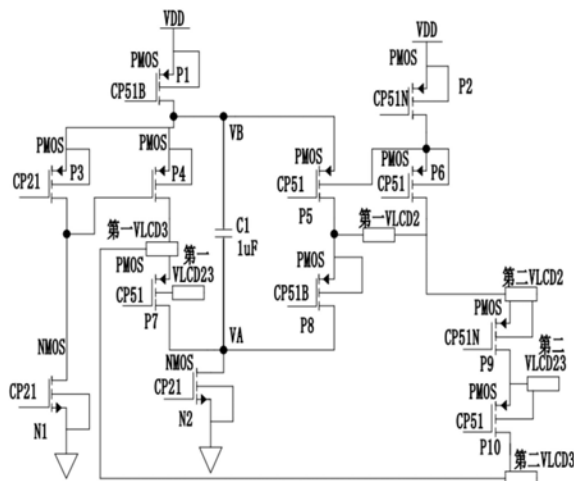 VDD
PMOS
P1
CP51B
VDD
PMOS
P2
CP51N
VB
PMOS
P3
CP21
PMOS
P4
PMOS
CP51
P5
PMOS
CP51
P6
C1
1uF
第一VLCD3
第一VLCD2
第一
VLCD23
PMOS
CP51
P7
PMOS
CP51B
P8
第二VLCD2
PMOS
CP51N
P9
第二
VLCD23
VA
NMOS
CP21
N1
NMOS
CP21
N2
PMOS
CP51
P10
第二VLCD3